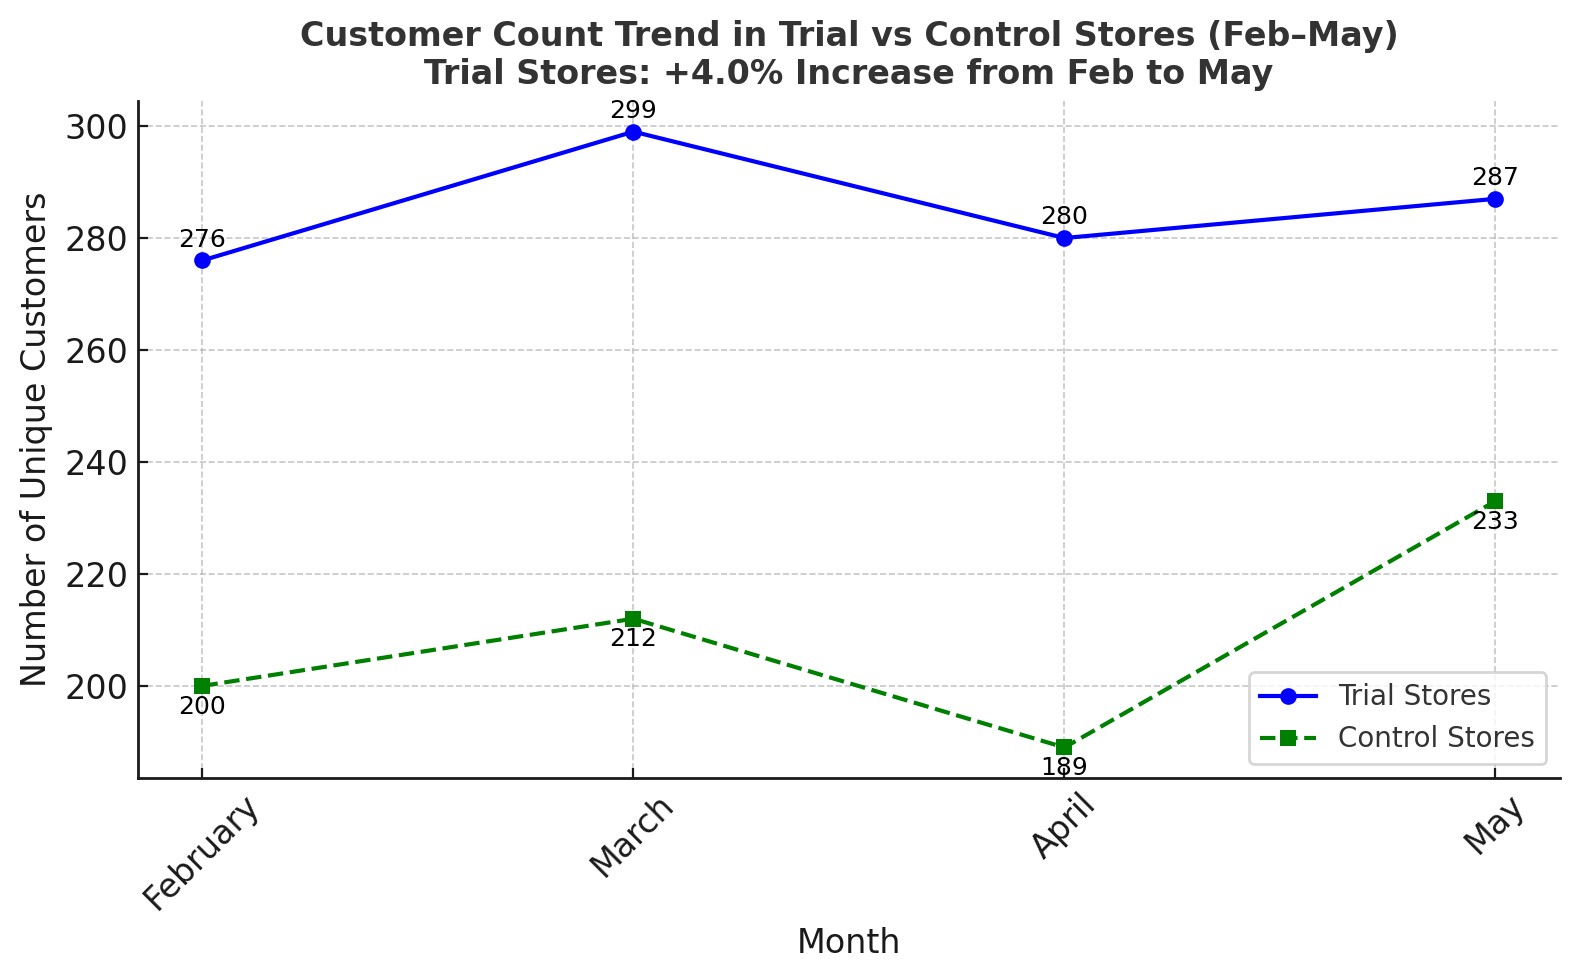 Customer Count Trend in Trial vs Control Stores (Feb–May)
Trial Stores: +4.0% Increase from Feb to May
Number of Unique Customers
300
280
260
240
220
200
299
276
280
287
200
212
189
233
Trial Stores
Control Stores
February
March
April
May
Month